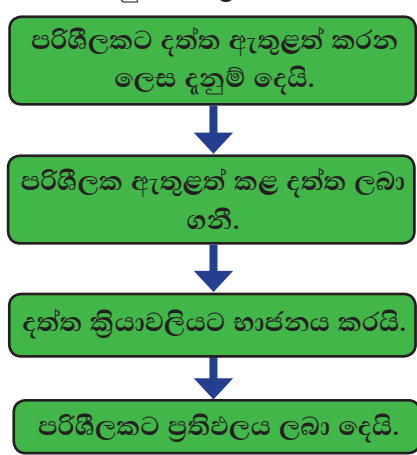 පරිශීලකට දත්ත ඇතුළත් කරන
ලෙස දැනුම් දෙයි.
පරිශීලක ඇතුළත් කළ දත්ත ලබා
ගනී.
දත්ත ක්‍රියාවලියට භාජනය කරයි.
පරිශීලකට ප්‍රතිඵලය ලබා දෙයි.